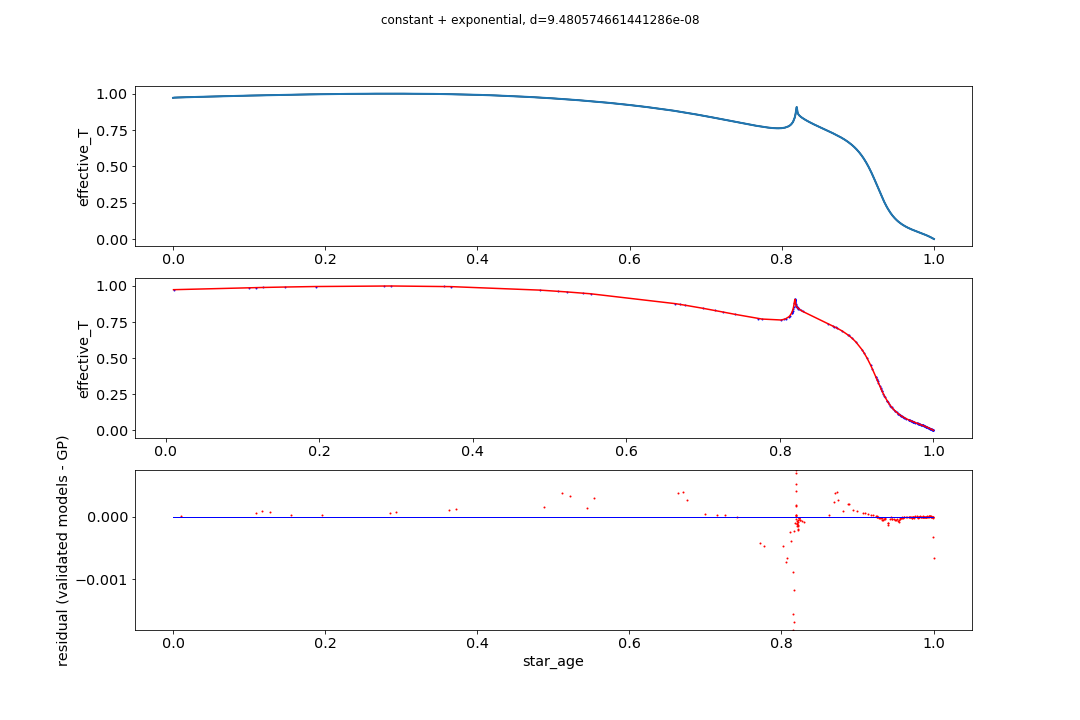 constant + exponential, d=9.480574661441286e-08
1.00
0.75
0.50
0.25
0.00
effective_T
0.0 0.2 0.4 0.6 0.8 1.0
1.00
0.75
0.50
0.25
0.00
effective_T
0.0 0.2 0.4 0.6 0.8 1.0
0.000
−0.001
residual (validated models - GP)
0.0 0.2 0.4 0.6 0.8 1.0
star_age